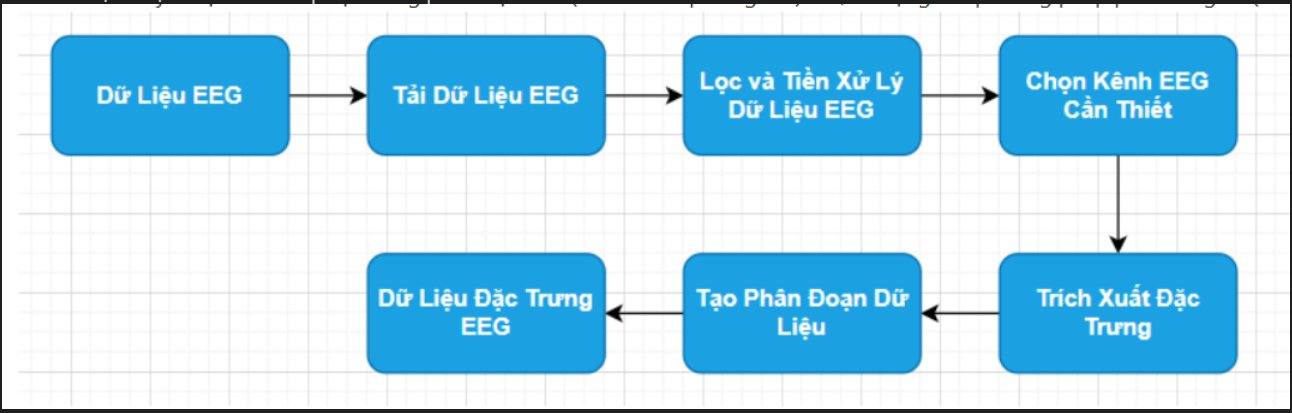 Dữ Liệu EEG
Tải Dữ Liệu EEG
Lọc và Tiền Xử Lý
Dữ Liệu EEG
Chọn Kênh EEG
Cần Thiết
Trích Xuất Đặc
Trưng
Tạo Phân Đoạn Dữ
Liệu
Dữ Liệu Đặc Trưng
EEG